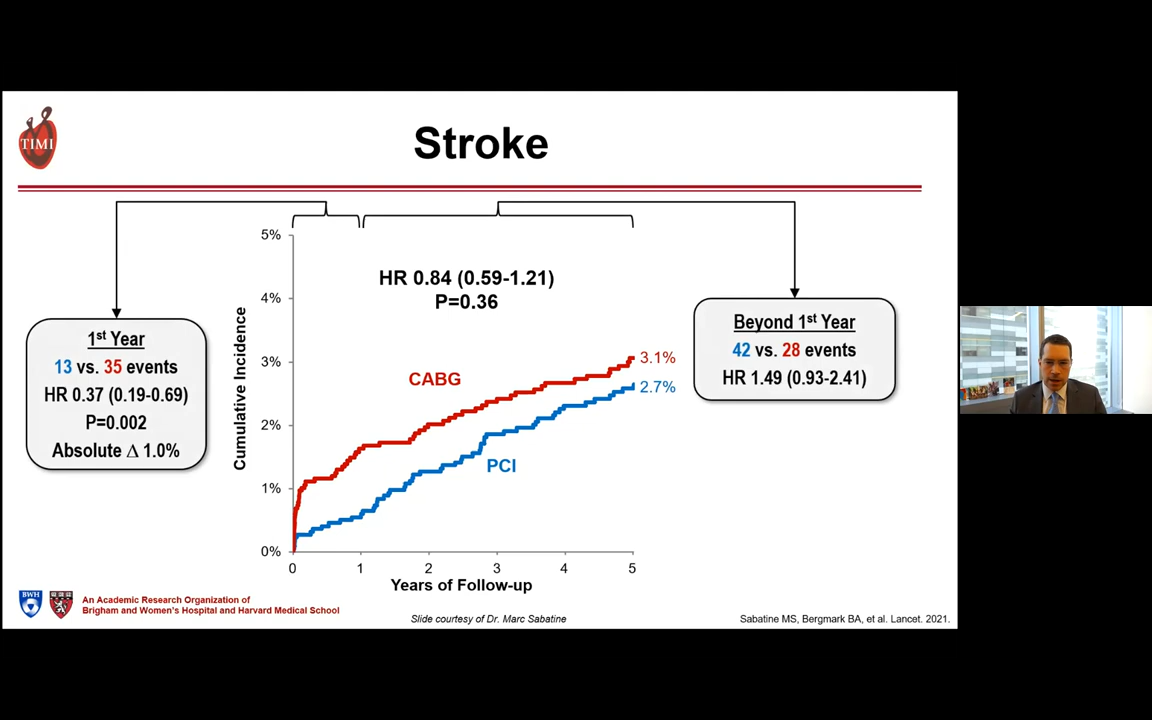 TIMI
Stroke
1st Year
13 vs. 35 events
HR 0.37 (0.19-0.69)
P=0.002
Absolute Δ 1.0%
Cumulative Incidence
5%
4%
3%
2%
1%
0%
HR 0.84 (0.59-1.21)
P=0.36
CABG
3.1%
2.7%
PCI
0 1 2 3 4 5
Years of Follow-up
Beyond 1st Year
42 vs. 28 events
HR 1.49 (0.93-2.41)
BWH
An Academic Research Organization of
Brigham and Women's Hospital and Harvard Medical School
Slide courtesy of Dr. Marc Sabatine
Sabatine MS, Bergmark BA, et al. Lancet. 2021.